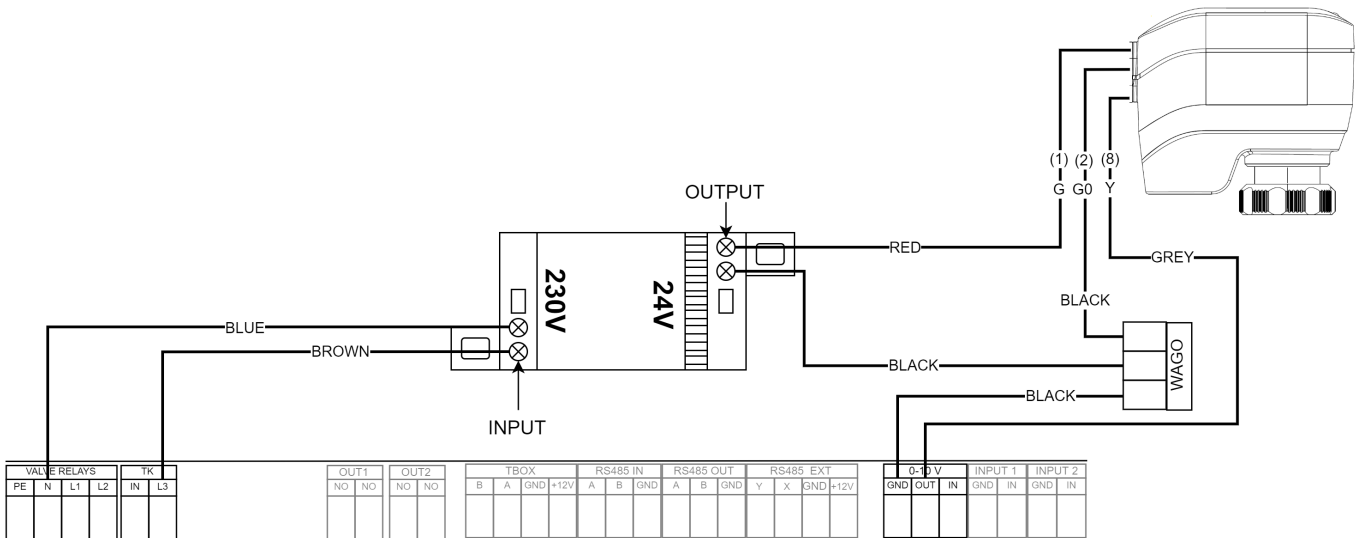 (1) (2) (8)
G G0 Y
OUTPUT
RED
GREY
230V
24V
BLACK
BLUE
BROWN
BLACK
WAGO
BLACK
INPUT
VALVE RELAYS TK OUT1 OUT2 TBOX RS485 IN RS485 OUT RS485 EXT 0-10 V INPUT 1 INPUT 2
PE N L1 L2 IN L3 NO NO NO NO B A GND +12V A B GND A B GND Y X GND +12V GND OUT IN GND IN GND IN